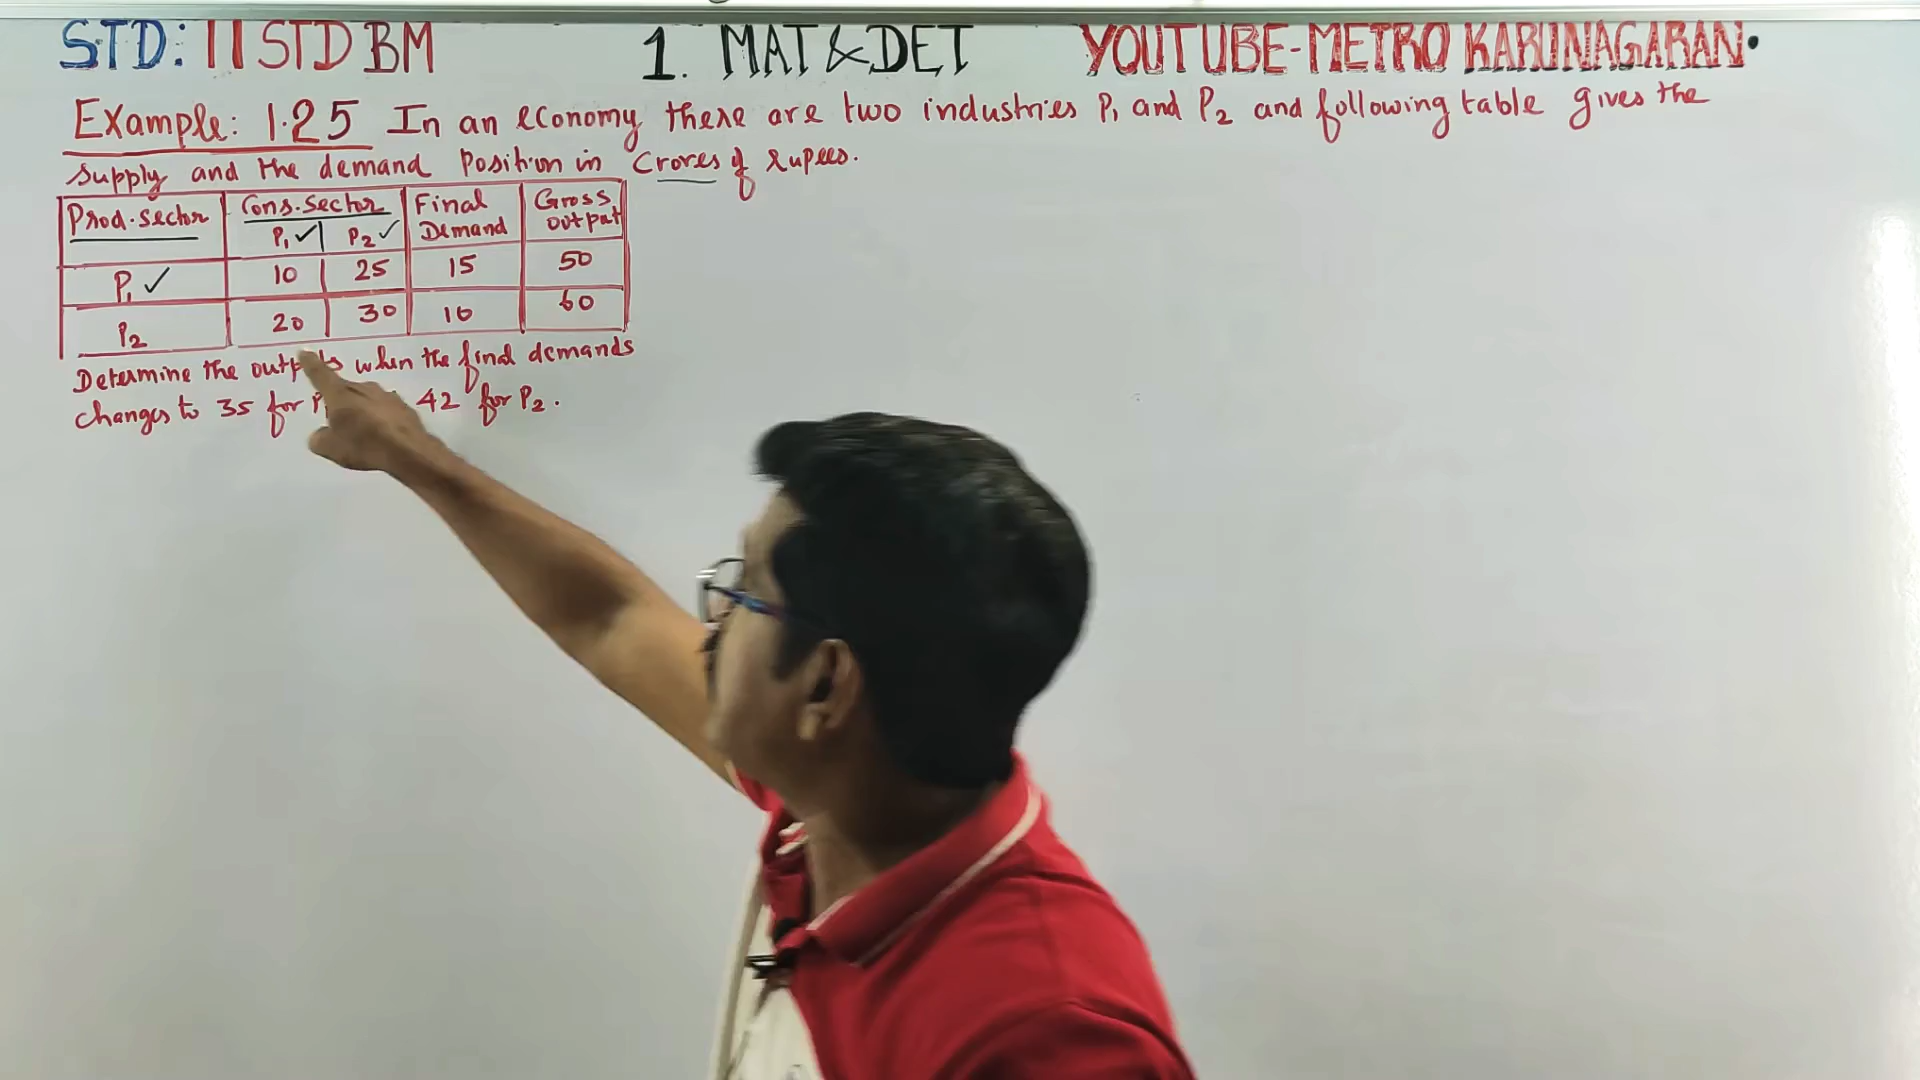 STD: 11 STD BM 1. MAT & DET YOUTUBE-METRO KARUNAGARAN.
Example: 1.25 In an economy there are two industries P1 and P2 and following table gives the
supply and the demand position in Crores of rupees.
Prod. sector Cons. sector Final Demand Gross output
P1 ✓ P2 ✓
P1 ✓ 10 25 15 50
P2 20 30 10 60
Determine the outputs when the final demands
changes to 35 for P1 42 for P2.